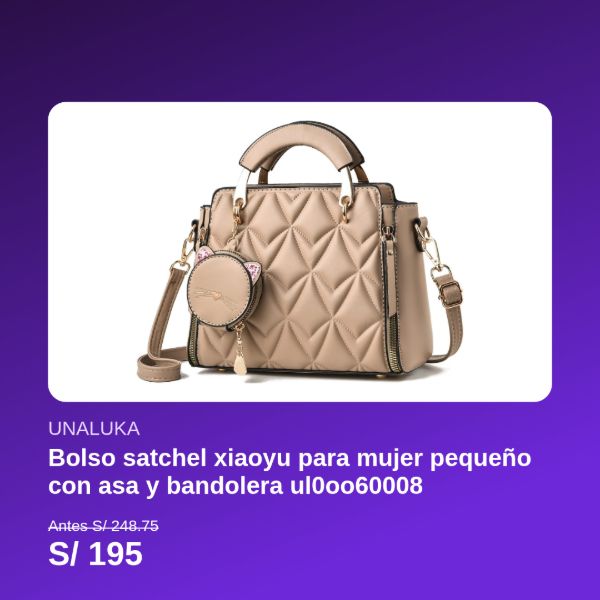 UNALUKA
Bolso satchel xiaoyu para mujer pequeño
con asa y bandolera ul0oo60008
Antes S/ 248.75
S/ 195